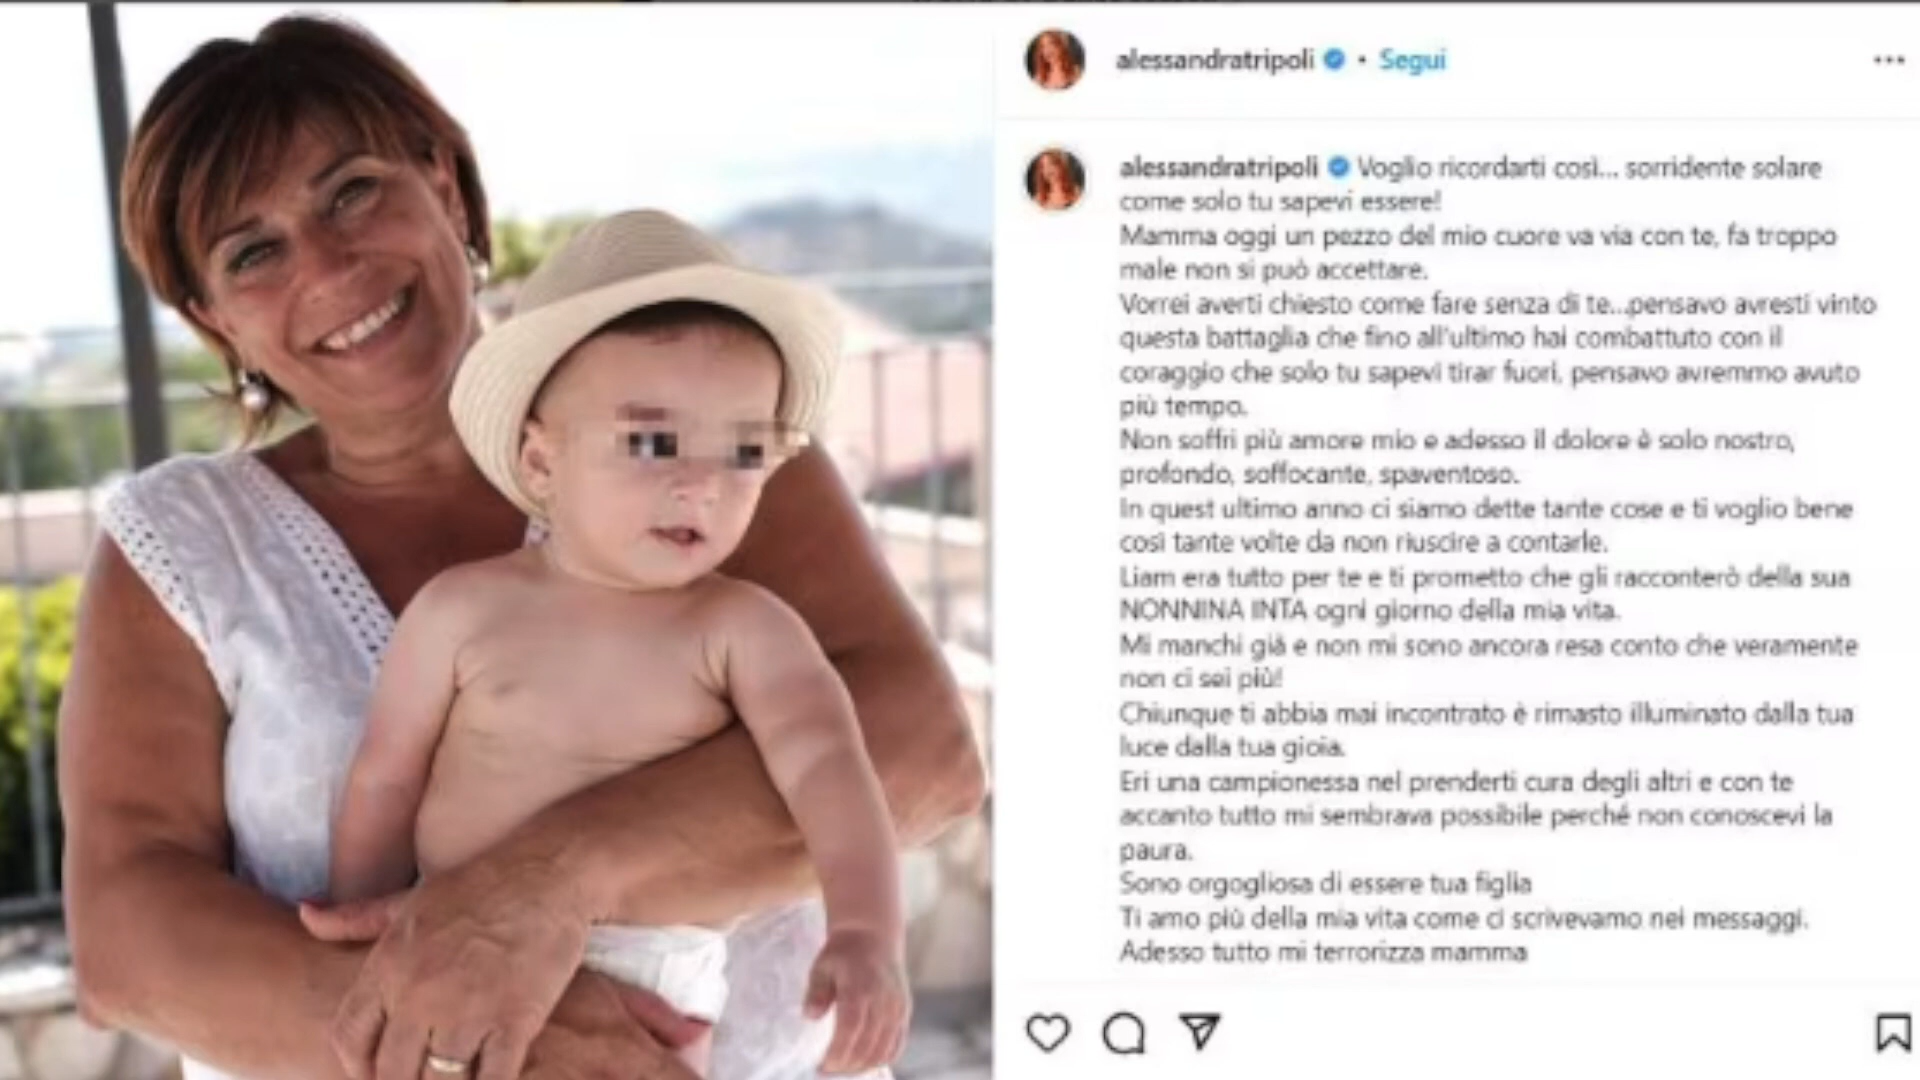 alessandratripoli • Segui
alessandratripoli Voglio ricordarti così... sorridente solare
come solo tu sapevi essere!
Mamma oggi un pezzo del mio cuore va via con te, fa troppo
male non si può accettare.
Vorrei averti chiesto come fare senza di te...pensavo avresti vinto
questa battaglia che fino all'ultimo hai combattuto con il
coraggio che solo tu sapevi tirar fuori, pensavo avremmo avuto
più tempo.
Non soffri più amore mio e adesso il dolore è solo nostro,
profondo, soffocante, spaventoso.
In quest ultimo anno ci siamo dette tante cose e ti voglio bene
così tante volte da non riuscire a contarle.
Liam era tutto per te e ti prometto che gli racconterò della sua
NONNINA INTA ogni giorno della mia vita.
Mi manchi già e non mi sono ancora resa conto che veramente
non ci sei più!
Chiunque ti abbia mai incontrato è rimasto illuminato dalla tua
luce dalla tua gioia.
Eri una campionessa nel prenderti cura degli altri e con te
accanto tutto mi sembrava possibile perché non conoscevi la
paura.
Sono orgogliosa di essere tua figlia
Ti amo più della mia vita come ci scrivevamo nei messaggi.
Adesso tutto mi terrorizza mamma